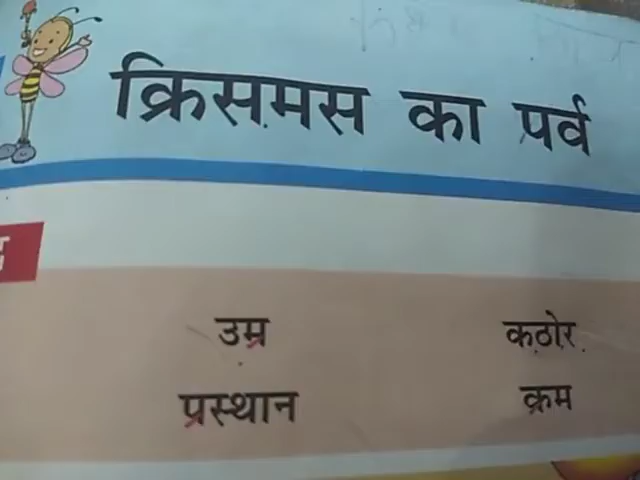 क्रिसमस का पर्व
उम्र कठोर
प्रस्थान क्रम